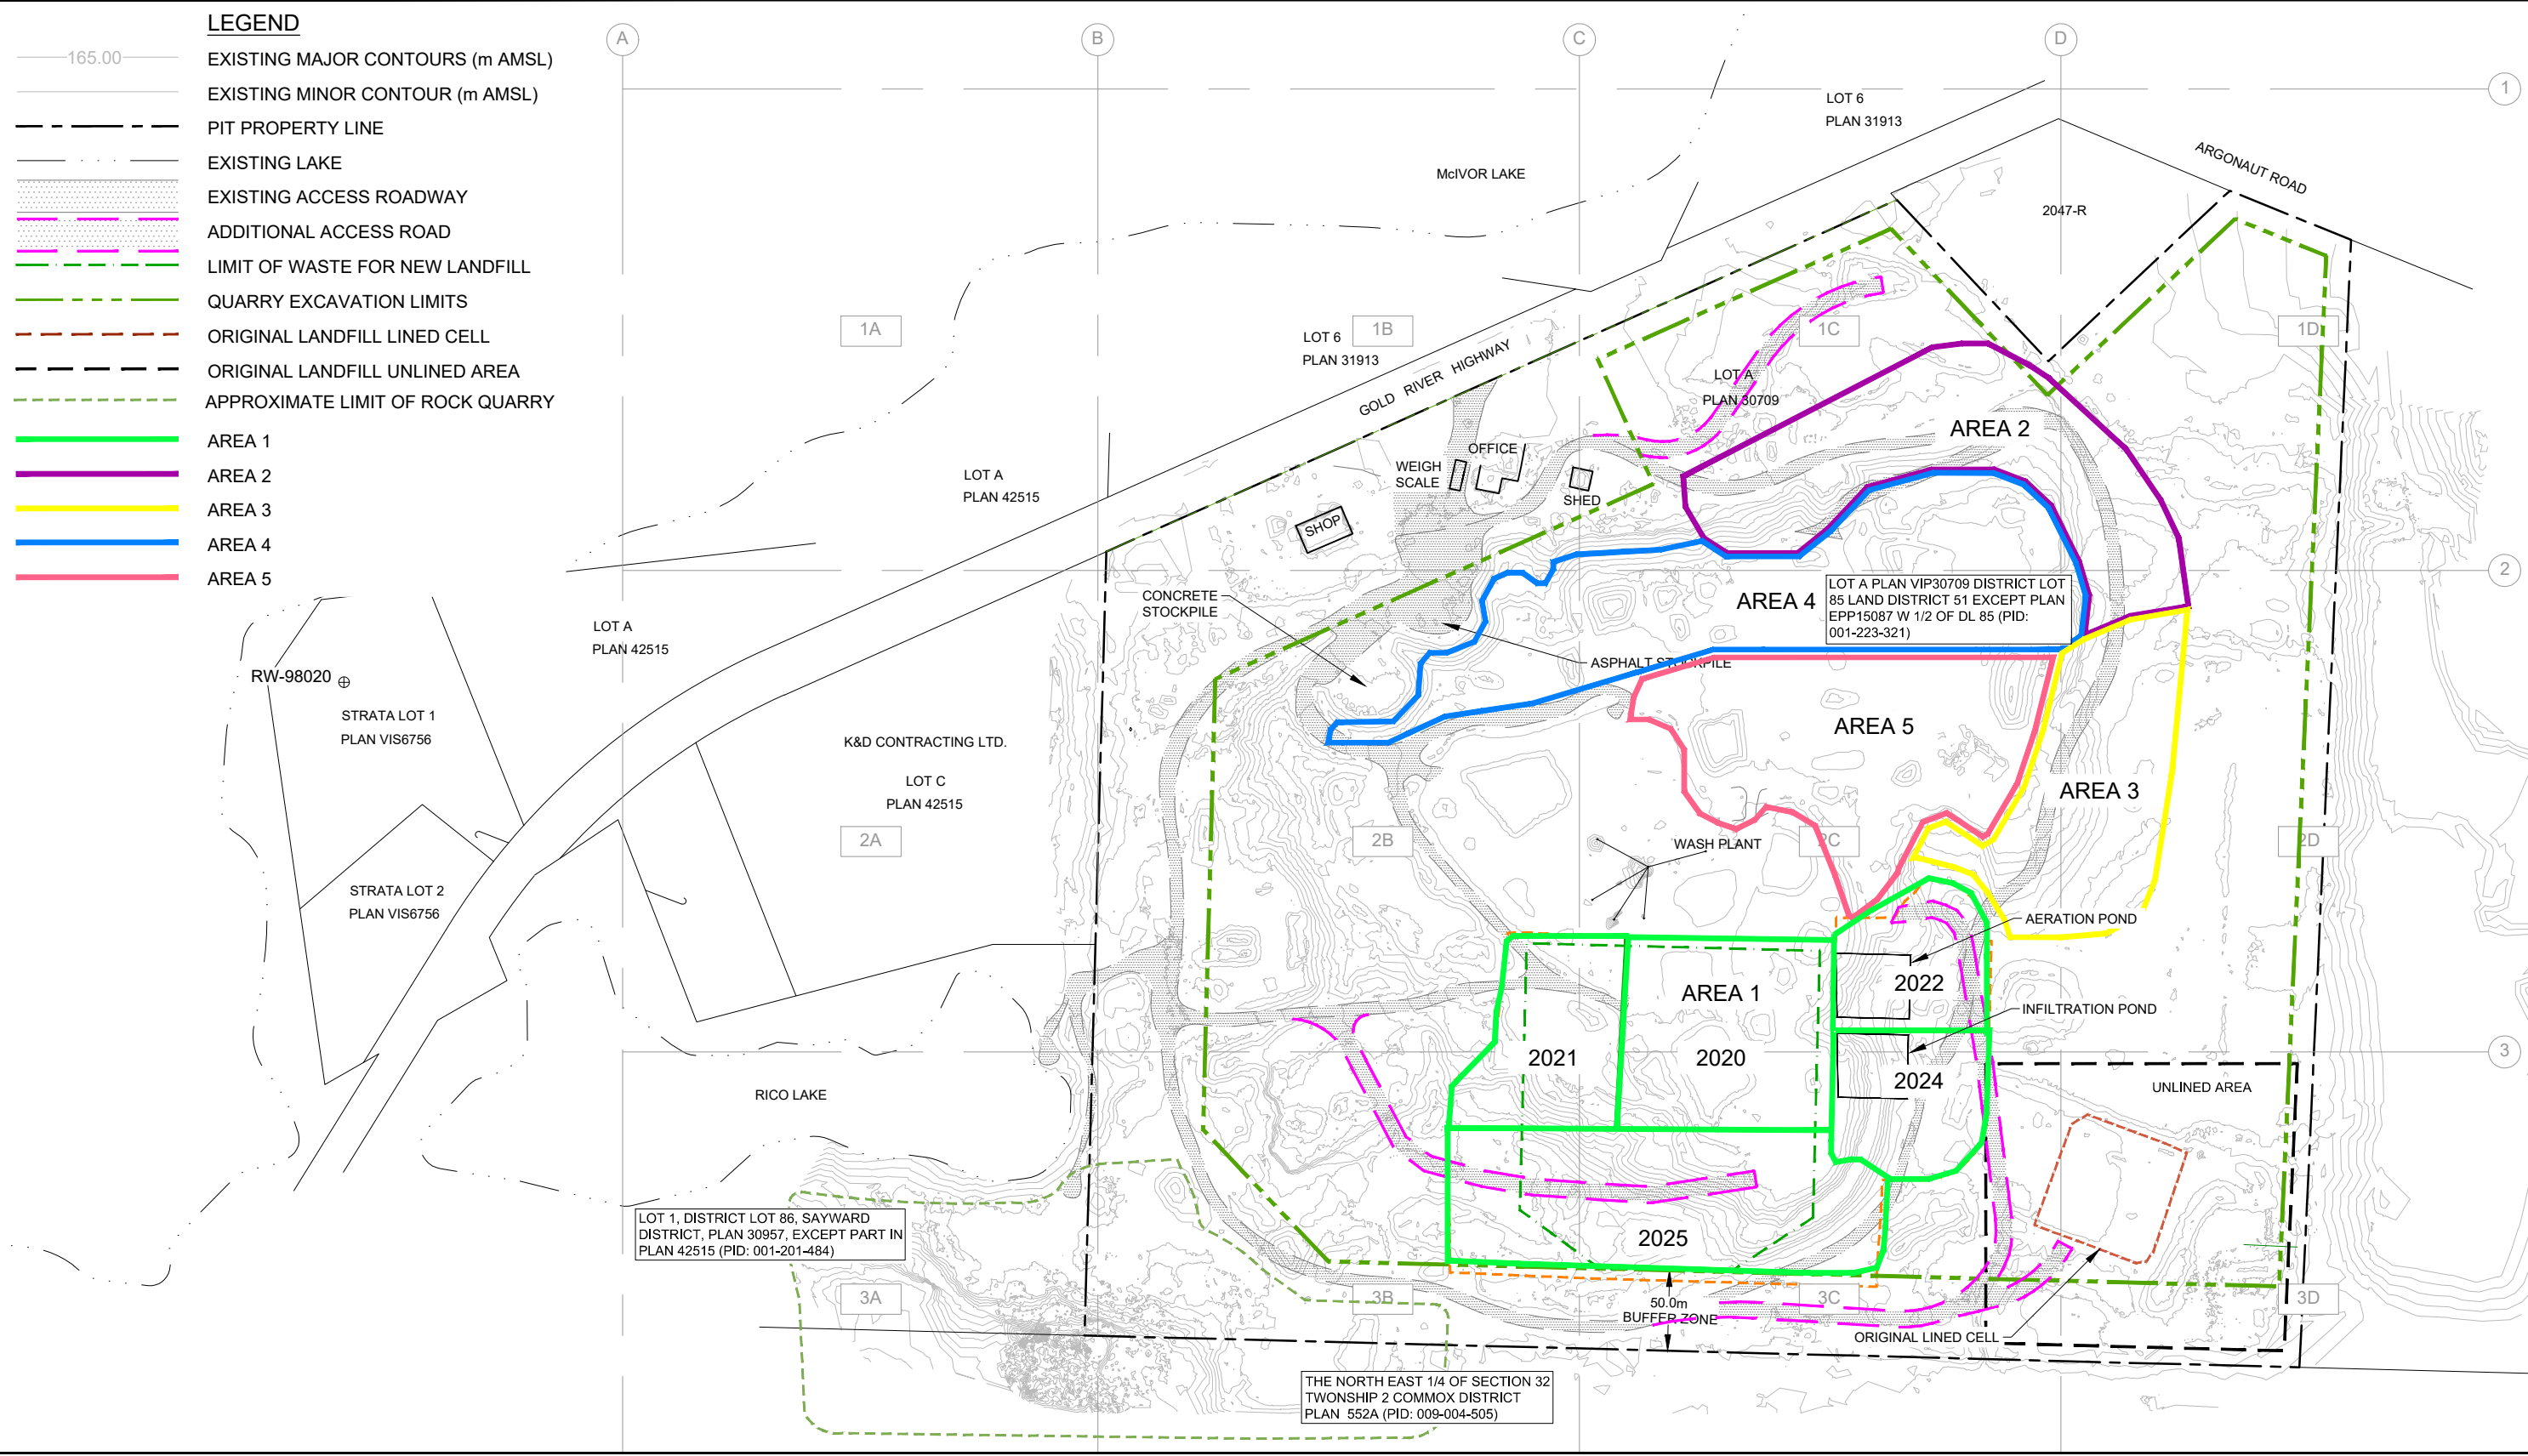 LEGEND
165.00
EXISTING MAJOR CONTOURS (m AMSL)
EXISTING MINOR CONTOUR (m AMSL)
PIT PROPERTY LINE
EXISTING LAKE
EXISTING ACCESS ROADWAY
ADDITIONAL ACCESS ROAD
LIMIT OF WASTE FOR NEW LANDFILL
QUARRY EXCAVATION LIMITS
ORIGINAL LANDFILL LINED CELL
ORIGINAL LANDFILL UNLINED AREA
APPROXIMATE LIMIT OF ROCK QUARRY
AREA 1
AREA 2
AREA 3
AREA 4
AREA 5
A
B
C
D
1
2
3
LOT 6
PLAN 31913
McIVOR LAKE
ARGONAUT ROAD
2047-R
1A
1B
1C
1D
LOT 6
PLAN 31913
GOLD RIVER HIGHWAY
LOT A
PLAN 30709
AREA 2
OFFICE
WEIGH
SCALE
SHED
SHOP
LOT A
PLAN 42515
CONCRETE
STOCKPILE
AREA 4
LOT A PLAN VIP30709 DISTRICT LOT
85 LAND DISTRICT 51 EXCEPT PLAN
EPP15087 W 1/2 OF DL 85 (PID:
001-223-321)
LOT A
PLAN 42515
ASPHALT STOCKPILE
RW-98020
STRATA LOT 1
PLAN VIS6756
K&D CONTRACTING LTD.
LOT C
PLAN 42515
AREA 5
AREA 3
2A
2B
2C
2D
WASH PLANT
STRATA LOT 2
PLAN VIS6756
AERATION POND
2022
AREA 1
INFILTRATION POND
2021
2020
2024
UNLINED AREA
RICO LAKE
LOT 1, DISTRICT LOT 86, SAYWARD
DISTRICT, PLAN 30957, EXCEPT PART IN
PLAN 42515 (PID: 001-201-484)
2025
3A
3B
3C
3D
50.0m
BUFFER ZONE
ORIGINAL LINED CELL
THE NORTH EAST 1/4 OF SECTION 32
TWONSHIP 2 COMMOX DISTRICT
PLAN 552A (PID: 009-004-505)